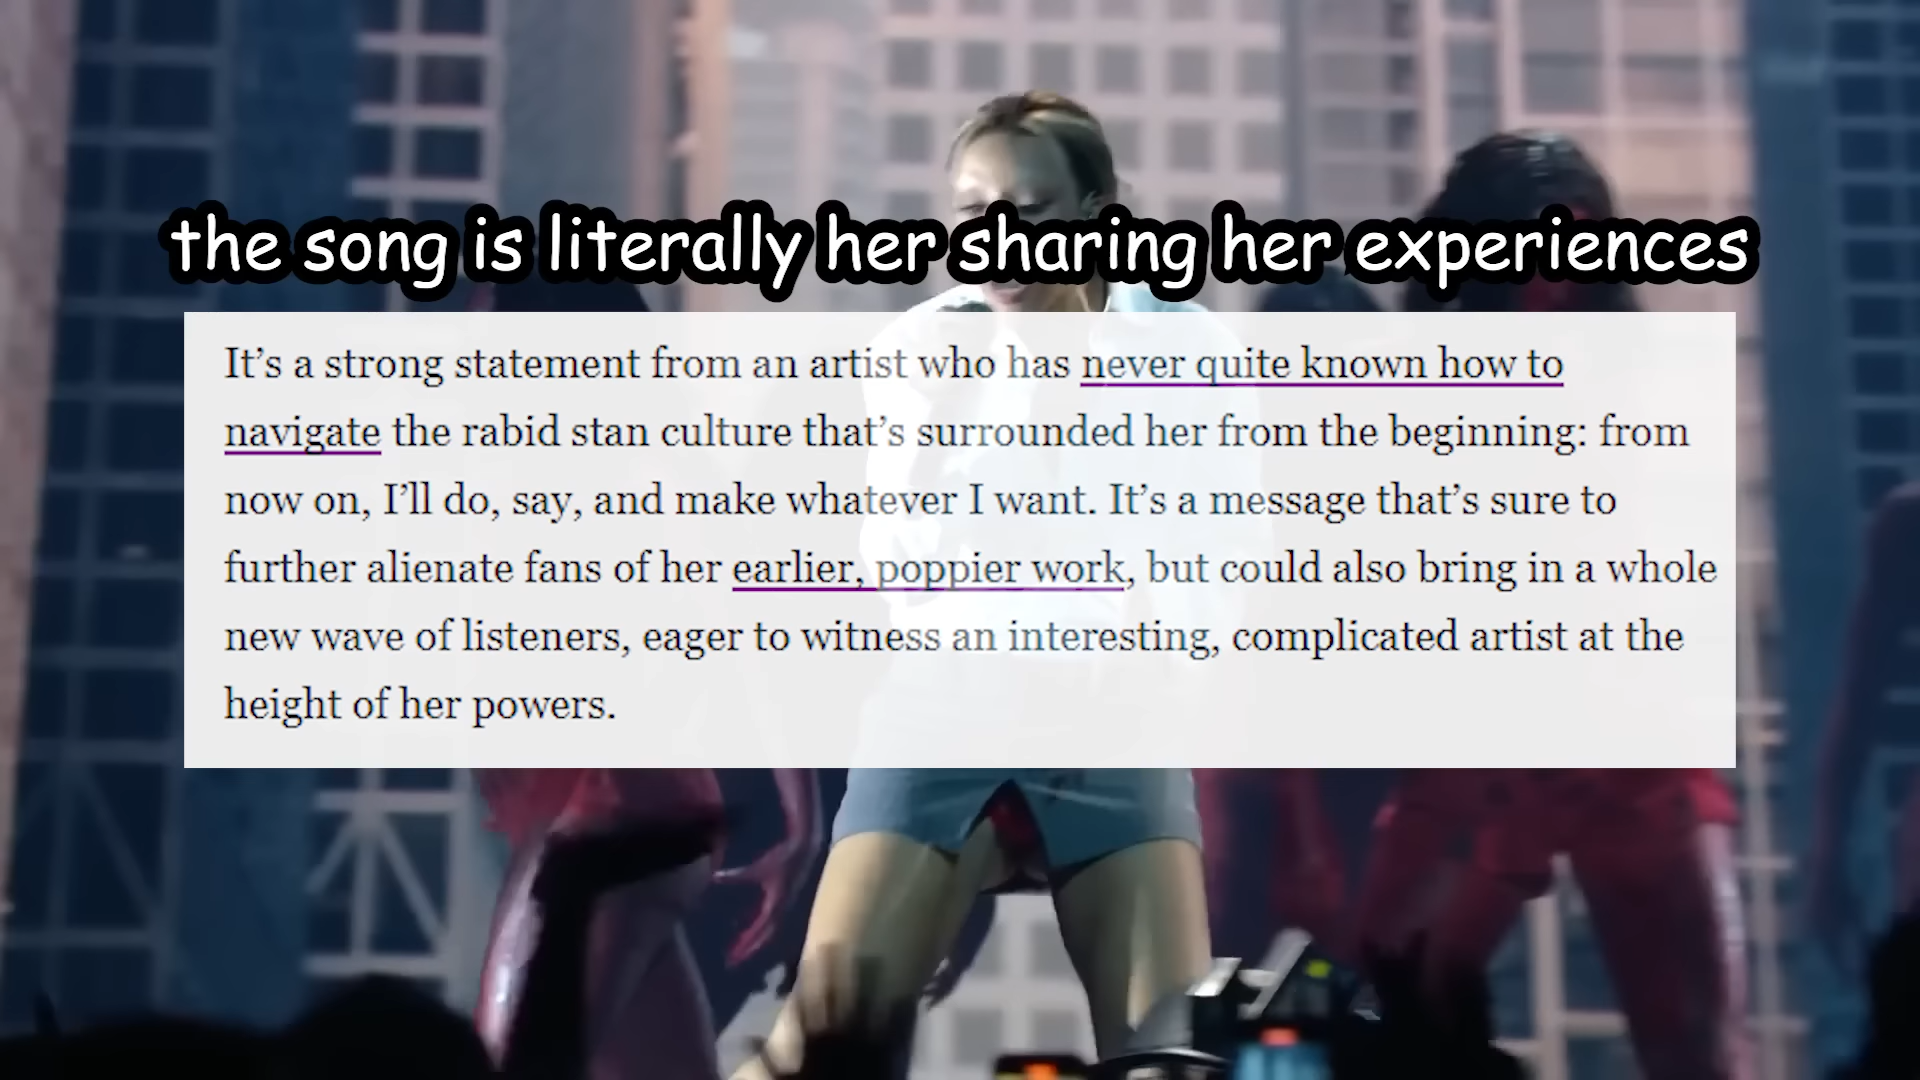 the song is literally her sharing her experiences
It’s a strong statement from an artist who has never quite known how to
navigate the rabid stan culture that’s surrounded her from the beginning: from
now on, I’ll do, say, and make whatever I want. It’s a message that’s sure to
further alienate fans of her earlier, poppier work, but could also bring in a whole
new wave of listeners, eager to witness an interesting, complicated artist at the
height of her powers.